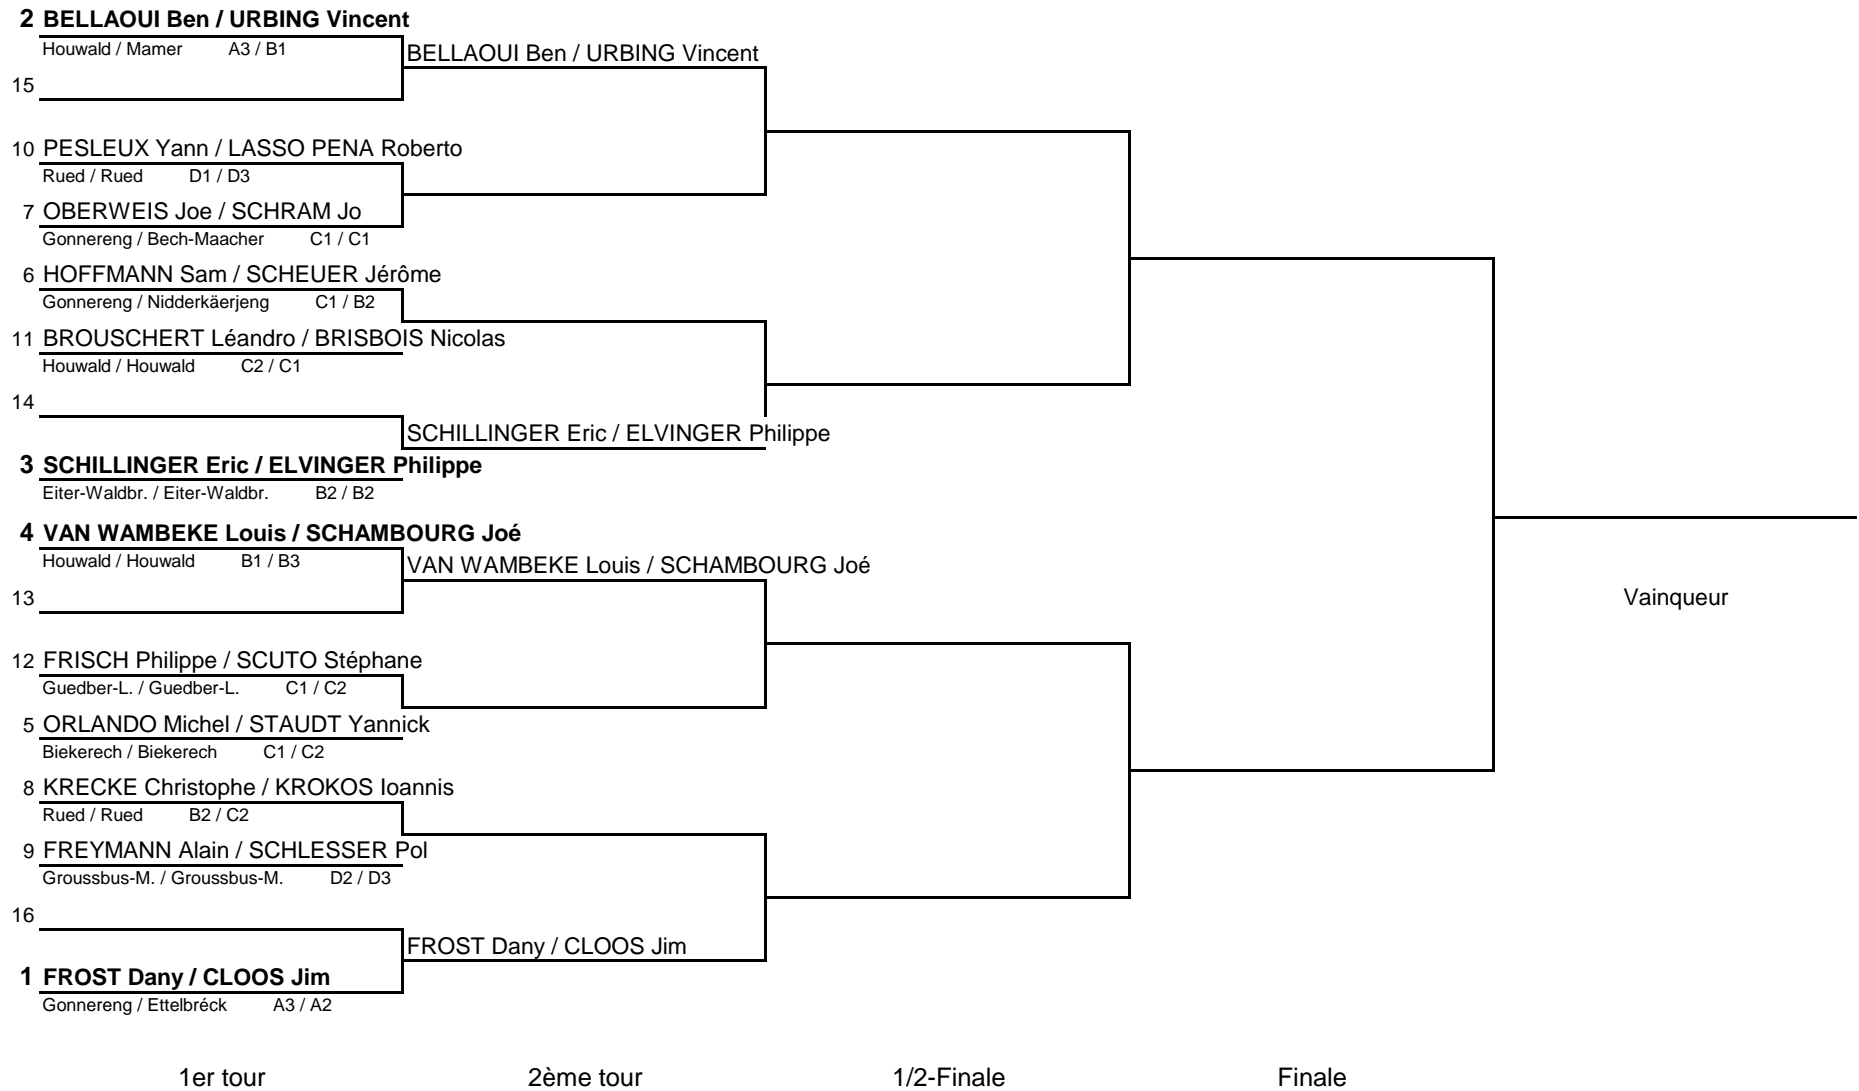 2 BELLAOUI Ben / URBING Vincent
Houwald / Mamer A3 / B1
BELLAOUI Ben / URBING Vincent
15
10 PESLEUX Yann / LASSO PENA Roberto
Rued / Rued D1 / D3
7 OBERWEIS Joe / SCHRAM Jo
Gonnereng / Bech-Maacher C1 / C1
6 HOFFMANN Sam / SCHEUER Jérôme
Gonnereng / Nidderkäerjeng C1 / B2
11 BROUSCHERT Léandro / BRISBOIS Nicolas
Houwald / Houwald C2 / C1
14
SCHILLINGER Eric / ELVINGER Philippe
3 SCHILLINGER Eric / ELVINGER Philippe
Eiter-Waldbr. / Eiter-Waldbr. B2 / B2
4 VAN WAMBEKE Louis / SCHAMBOURG Joé
Houwald / Houwald B1 / B3
VAN WAMBEKE Louis / SCHAMBOURG Joé
13
Vainqueur
12 FRISCH Philippe / SCUTO Stéphane
Guedber-L. / Guedber-L. C1 / C2
5 ORLANDO Michel / STAUDT Yannick
Biekerech / Biekerech C1 / C2
8 KRECKE Christophe / KROKOS Ioannis
Rued / Rued B2 / C2
9 FREYMANN Alain / SCHLESSER Pol
Groussbus-M. / Groussbus-M. D2 / D3
16
FROST Dany / CLOOS Jim
1 FROST Dany / CLOOS Jim
Gonnereng / Ettelbréck A3 / A2
1er tour 2ème tour 1/2-Finale Finale